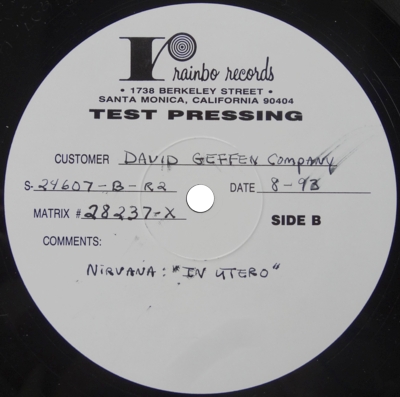 rainbo records
• 1738 BERKELEY STREET •
SANTA MONICA, CALIFORNIA 90404
TEST PRESSING
CUSTOMER DAVID GEFFEN COMPANY
S-24607-B-R2 DATE 8-93
MATRIX # 28237-X SIDE B
COMMENTS:
NIRVANA: "IN UTERO"